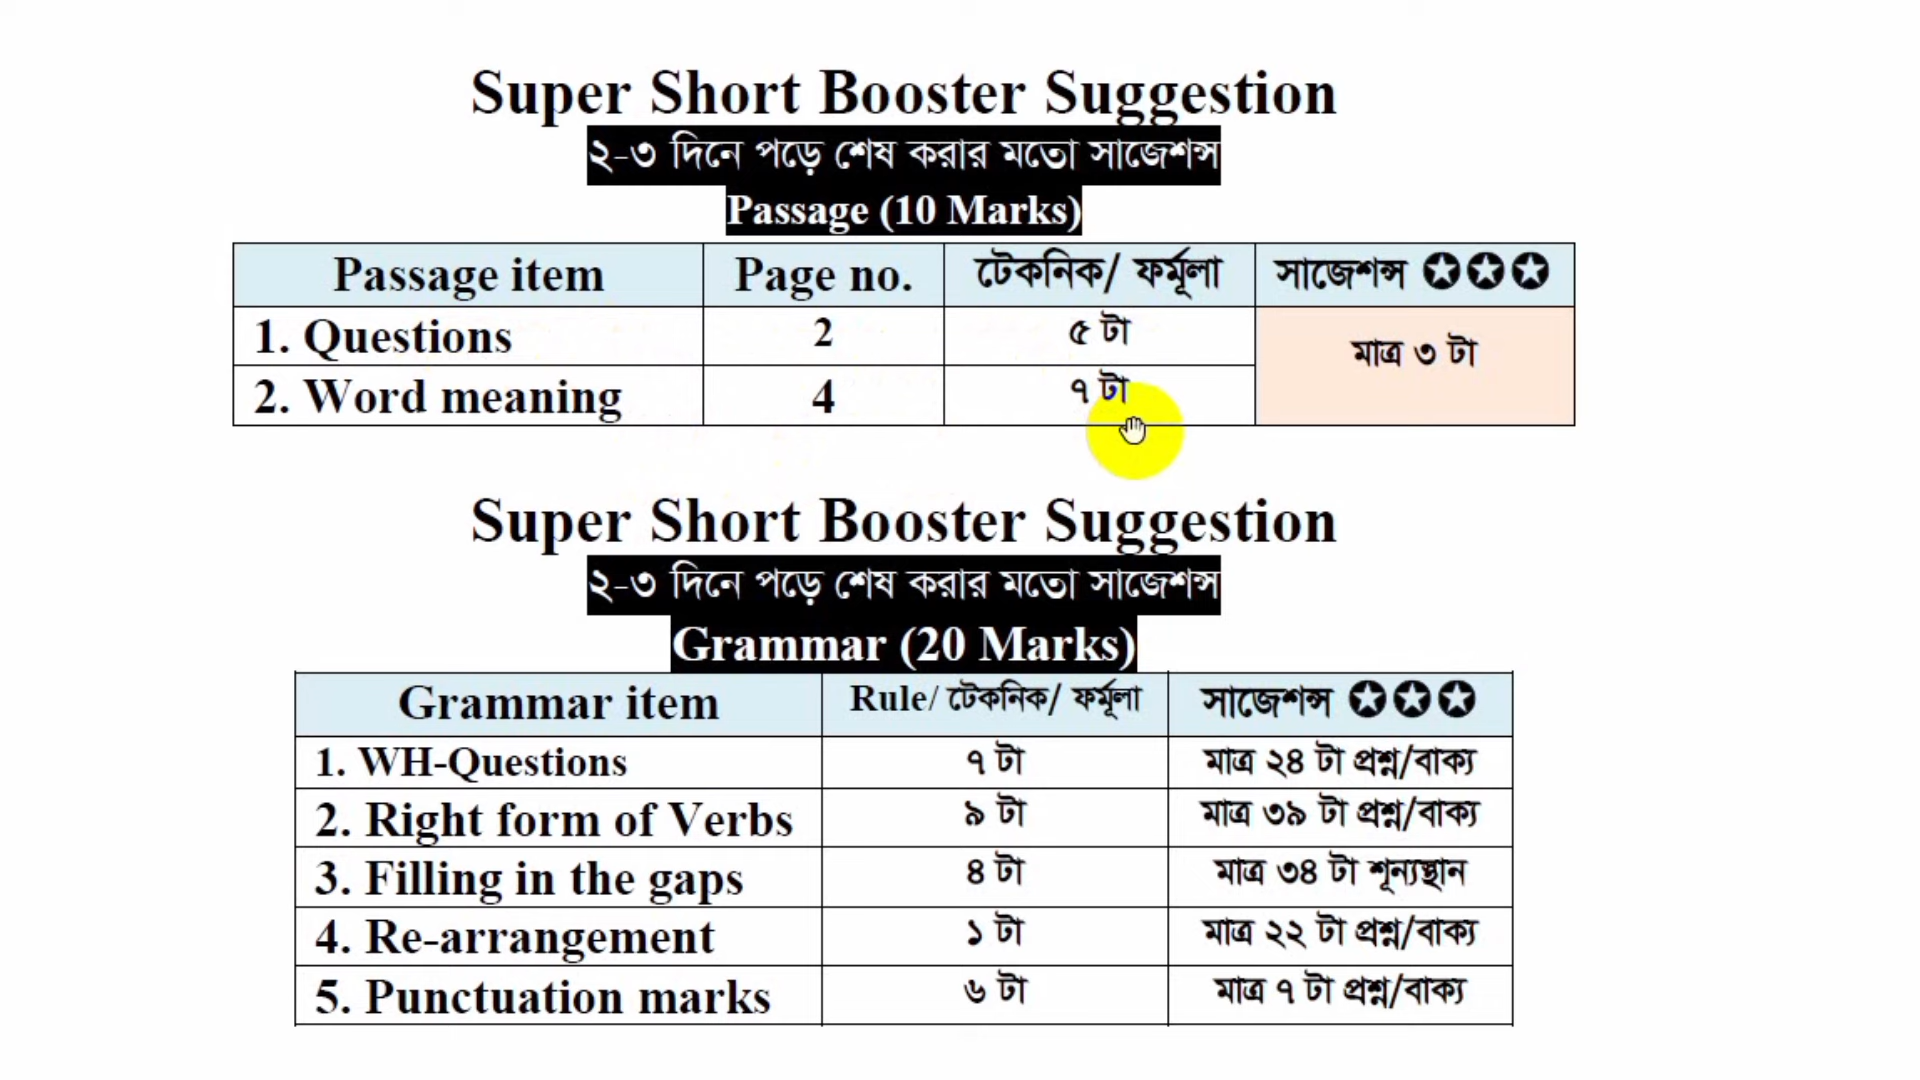 Super Short Booster Suggestion
২-৩ দিনে পড়ে শেষ করার মতো সাজেশন্স
Passage (10 Marks)
Passage item Page no. টেকনিক/ ফর্মূলা সাজেশন্স ✪✪✪
1. Questions 2 ৫ টা মাত্র ৩ টা
2. Word meaning 4 ৭ টা
Super Short Booster Suggestion
২-৩ দিনে পড়ে শেষ করার মতো সাজেশন্স
Grammar (20 Marks)
Grammar item Rule/ টেকনিক/ ফর্মূলা সাজেশন্স ✪✪✪
1. WH-Questions ৭ টা মাত্র ২৪ টা প্রশ্ন/বাক্য
2. Right form of Verbs ৯ টা মাত্র ৩৯ টা প্রশ্ন/বাক্য
3. Filling in the gaps ৪ টা মাত্র ৩৪ টা শূন্যস্থান
4. Re-arrangement ১ টা মাত্র ২২ টা প্রশ্ন/বাক্য
5. Punctuation marks ৬ টা মাত্র ৭ টা প্রশ্ন/বাক্য